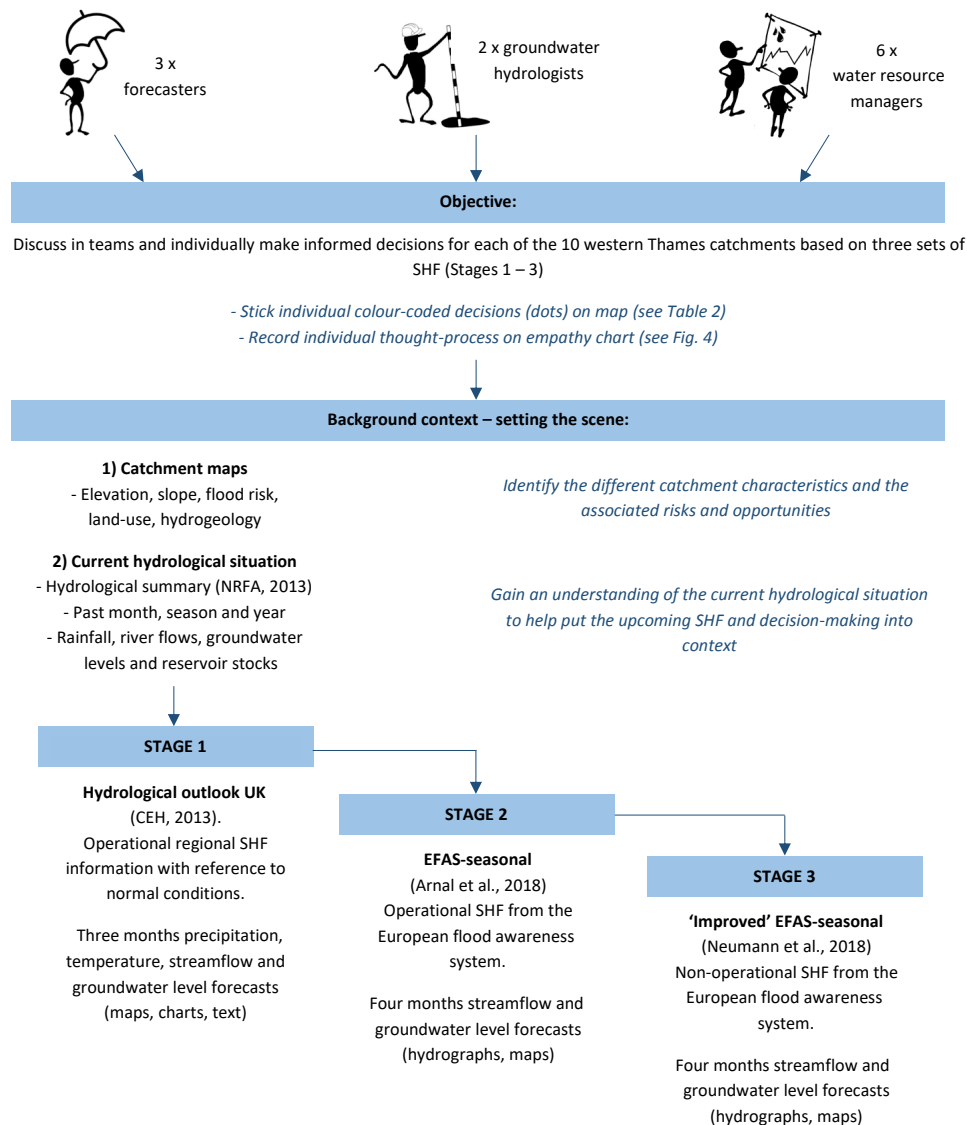 3 x
forecasters
2 x groundwater
hydrologists
6 x
water resource
managers
Objective:
Discuss in teams and individually make informed decisions for each of the 10 western Thames catchments based on three sets of
SHF (Stages 1 – 3)
- Stick individual colour-coded decisions (dots) on map (see Table 2)
- Record individual thought-process on empathy chart (see Fig. 4)
Background context – setting the scene:
1) Catchment maps
- Elevation, slope, flood risk,
land-use, hydrogeology
Identify the different catchment characteristics and the
associated risks and opportunities
2) Current hydrological situation
- Hydrological summary (NRFA, 2013)
- Past month, season and year
- Rainfall, river flows, groundwater
levels and reservoir stocks
Gain an understanding of the current hydrological situation
to help put the upcoming SHF and decision-making into
context
STAGE 1
Hydrological outlook UK
(CEH, 2013).
Operational regional SHF
information with reference to
normal conditions.
Three months precipitation,
temperature, streamflow and
groundwater level forecasts
(maps, charts, text)
STAGE 2
EFAS-seasonal
(Arnal et al., 2018)
Operational SHF from the
European flood awareness
system.
Four months streamflow and
groundwater level forecasts
(hydrographs, maps)
STAGE 3
‘Improved’ EFAS-seasonal
(Neumann et al., 2018)
Non-operational SHF from the
European flood awareness
system.
Four months streamflow and
groundwater level forecasts
(hydrographs, maps)